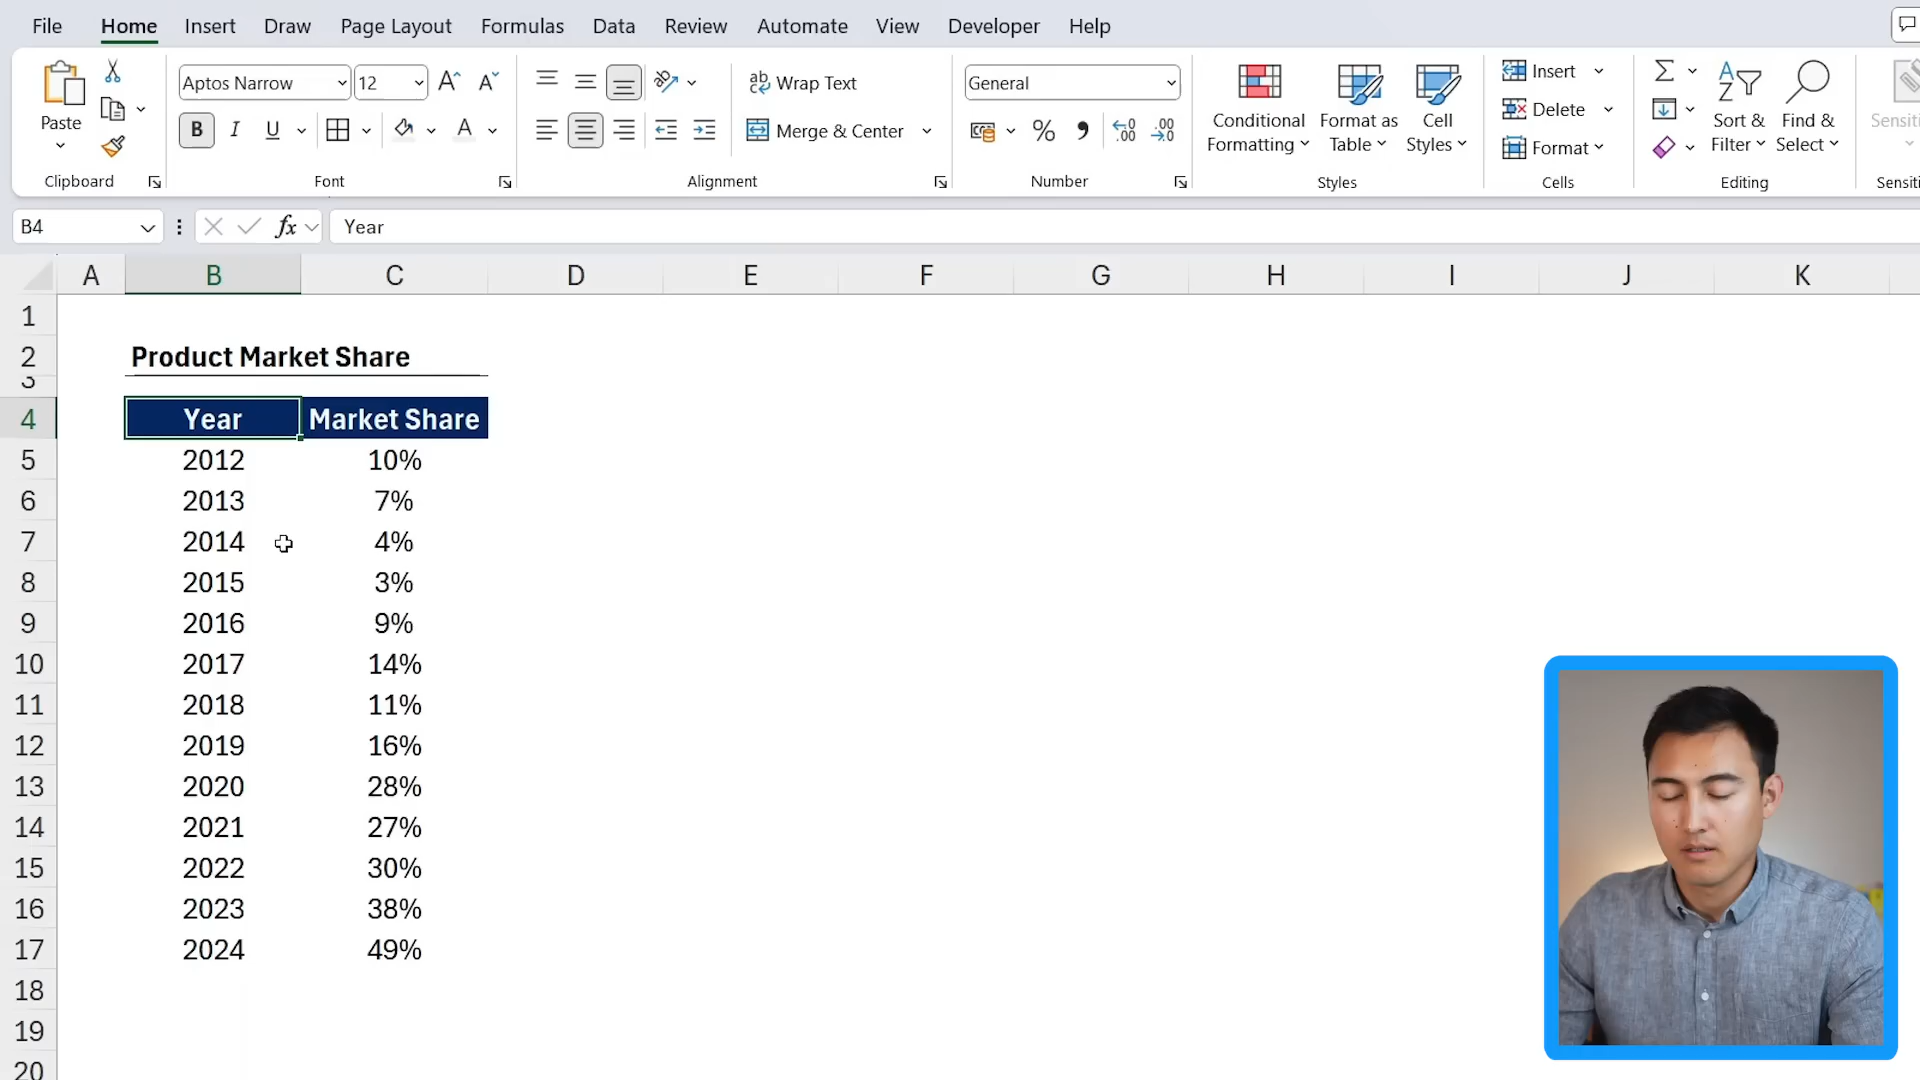 File Home Insert Draw Page Layout Formulas Data Review Automate View Developer Help
Paste
Clipboard
Aptos Narrow 12
B I U A
Font
ab Wrap Text
Merge & Center
Alignment
General
% 
Number
Conditional Formatting
Format as Table
Cell Styles
Styles
Insert
Delete
Format
Cells
Sort & Filter
Find & Select
Editing
Sensiti
Sensiti
B4 fx Year
A B C D E F G H I J K
1
2 Product Market Share
3
4 Year Market Share
5 2012 10%
6 2013 7%
7 2014 4%
8 2015 3%
9 2016 9%
10 2017 14%
11 2018 11%
12 2019 16%
13 2020 28%
14 2021 27%
15 2022 30%
16 2023 38%
17 2024 49%
18
19
20